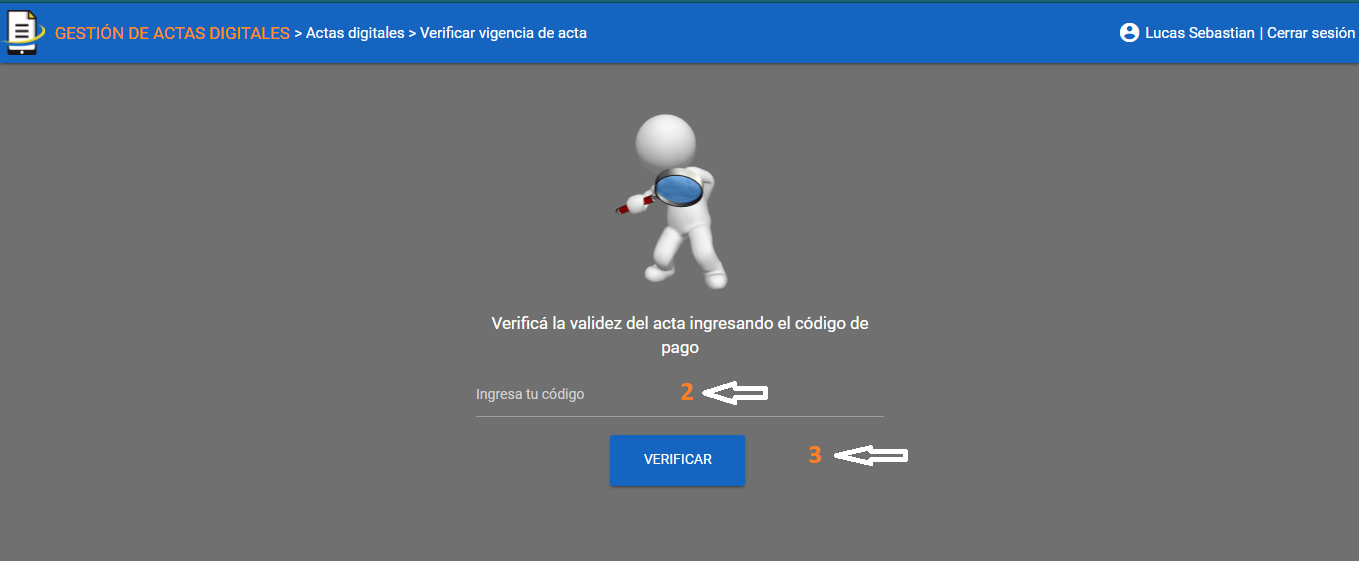 GESTIÓN DE ACTAS DIGITALES > Actas digitales > Verificar vigencia de acta
Lucas Sebastian | Cerrar sesión
Verificá la validez del acta ingresando el código de
pago
Ingresa tu código 2
VERIFICAR 3